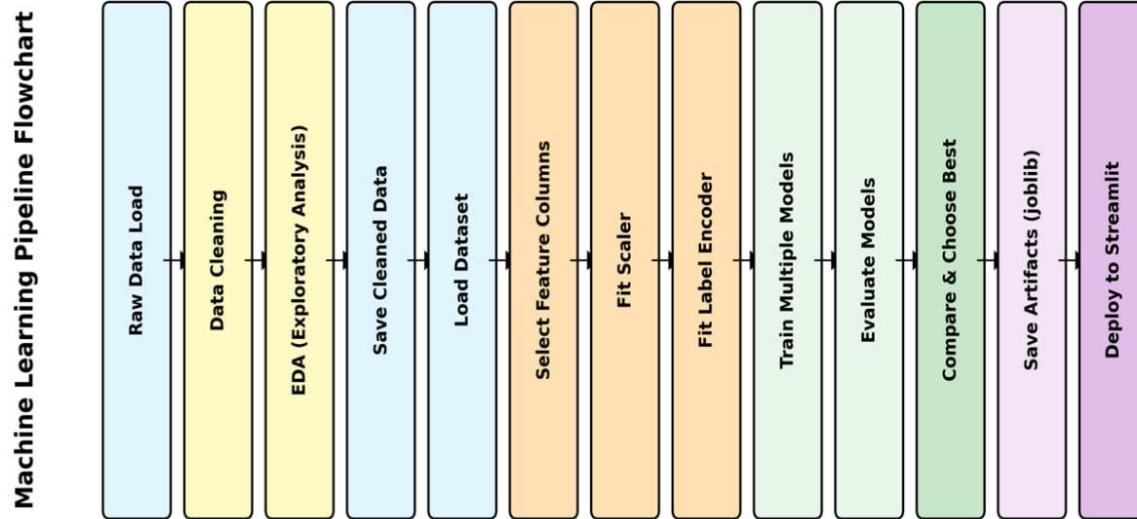 Machine Learning Pipeline Flowchart
Raw Data Load
Data Cleaning
EDA (Exploratory Analysis)
Save Cleaned Data
Load Dataset
Select Feature Columns
Fit Scaler
Fit Label Encoder
Train Multiple Models
Evaluate Models
Compare & Choose Best
Save Artifacts (joblib)
Deploy to Streamlit